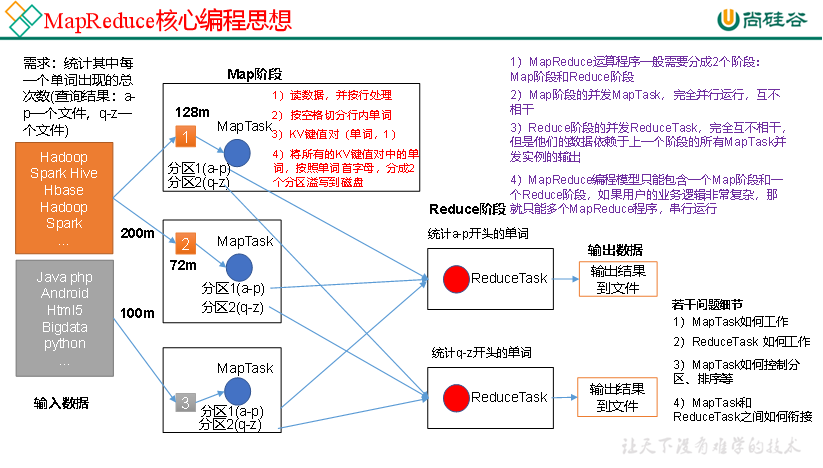 MapReduce核心编程思想
尚硅谷
需求：统计其中每
一个单词出现的总
次数(查询结果：a-
p一个文件，q-z一
个文件)
Hadoop
Spark Hive
Hbase
Hadoop
Spark
…
200m
Java php
Android
Html5
Bigdata
python
…
100m
输入数据
Map阶段
128m
1
MapTask
分区1(a-p)
分区2(q-z)
1）读数据，并按行处理
2）按空格切分行内单词
3）KV键值对（单词，1）
4）将所有的KV键值对中的单
词，按照单词首字母，分成2
个分区溢写到磁盘
2
72m
MapTask
分区1(a-p)
分区2(q-z)
3
MapTask
分区1(a-p)
分区2(q-z)
1）MapReduce运算程序一般需要分成2个阶段：
Map阶段和Reduce阶段
2）Map阶段的并发MapTask，完全并行运行，互不
相干
3）Reduce阶段的并发ReduceTask，完全互不相干，
但是他们的数据依赖于上一个阶段的所有MapTask并
发实例的输出
4）MapReduce编程模型只能包含一个Map阶段和一
个Reduce阶段，如果用户的业务逻辑非常复杂，那
就只能多个MapReduce程序，串行运行
Reduce阶段
统计a-p开头的单词
ReduceTask
统计q-z开头的单词
ReduceTask
输出数据
输出结果
到文件
输出结果
到文件
若干问题细节
1）MapTask如何工作
2）ReduceTask 如何工作
3）MapTask如何控制分
区、排序等
4）MapTask和
ReduceTask之间如何衔接
让天下没有难学的技术